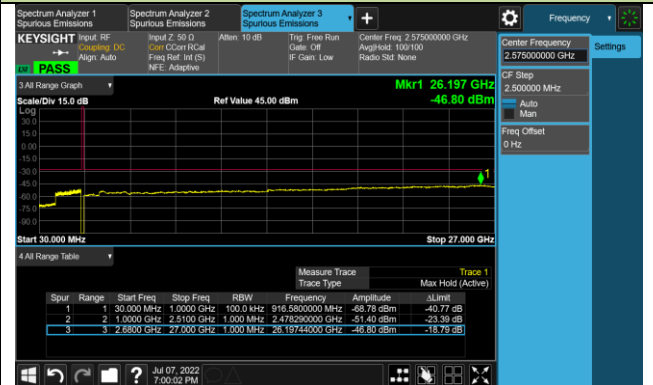 Spectrum Analyzer 1
Spurious Emissions
Spectrum Analyzer 2
Spurious Emissions
Spectrum Analyzer 3
Spurious Emissions
Frequency
KEYSIGHT
Input: RF
Coupling: DC
Align: Auto
Input Z: 50 Ω
Corr CCorr RCal
Freq Ref: Int (S)
NFE: Adaptive
Atten: 10 dB
Trig: Free Run
Gate: Off
IF Gain: Low
Center Freq: 2.575000000 GHz
Avg|Hold: 100/100
Radio Std: None
PASS
Center Frequency
2.575000000 GHz
Settings
CF Step
2.500000 MHz
Auto
Man
Freq Offset
0 Hz
3 All Range Graph
Mkr1 26.197 GHz
-46.80 dBm
Scale/Div 15.0 dB
Ref Value 45.00 dBm
Log
30.0
15.0
0.00
-15.0
-30.0
-45.0
-60.0
-75.0
-90.0
1
Start 30.000 MHz
Stop 27.000 GHz
4 All Range Table
Measure Trace Trace 1
Trace Type Max Hold (Active)
Spur Range Start Freq Stop Freq RBW Frequency Amplitude ΔLimit
1 1 30.000 MHz 1.0000 GHz 100.0 kHz 916.5800000 MHz -68.78 dBm -40.77 dB
2 2 1.0000 GHz 2.5100 GHz 1.000 MHz 2.478290000 GHz -51.40 dBm -23.39 dB
3 3 2.6800 GHz 27.000 GHz 1.000 MHz 26.19744000 GHz -46.80 dBm -18.79 dB
?
Jul 07, 2022
7:00:02 PM